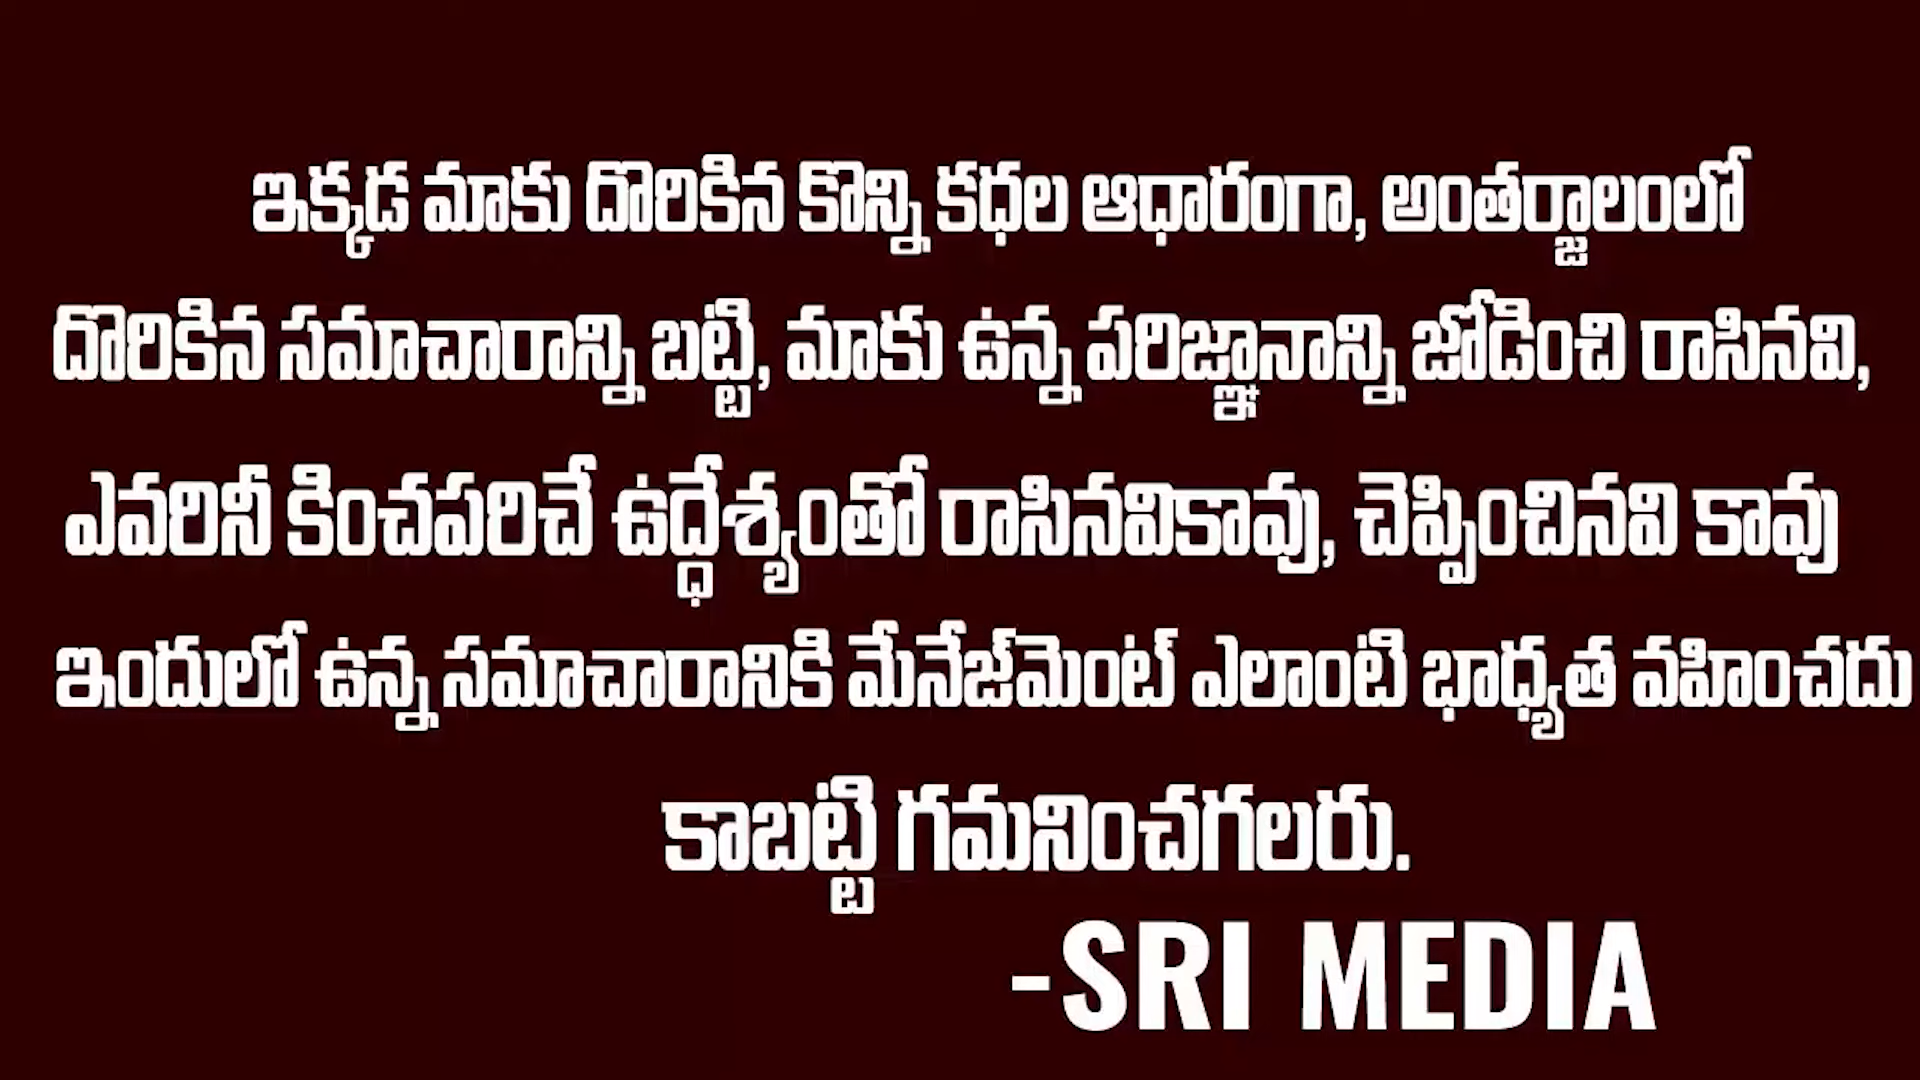 ఇక్కడ మాకు దొరికిన కొన్ని కధల ఆధారంగా, అంతర్జాలంలో
దొరికిన సమాచారాన్ని బట్టి, మాకు ఉన్న పరిజ్ఞానాన్ని జోడించి రాసినవి,
ఎవరినీ కించపరిచే ఉద్ధేశ్యంతో రాసినవికావు, చెప్పించినవి కావు
ఇందులో ఉన్న సమాచారానికి మేనేజ్‌మెంట్ ఎలాంటి భాధ్యత వహించదు
కాబట్టి గమనించగలరు.
-SRI MEDIA